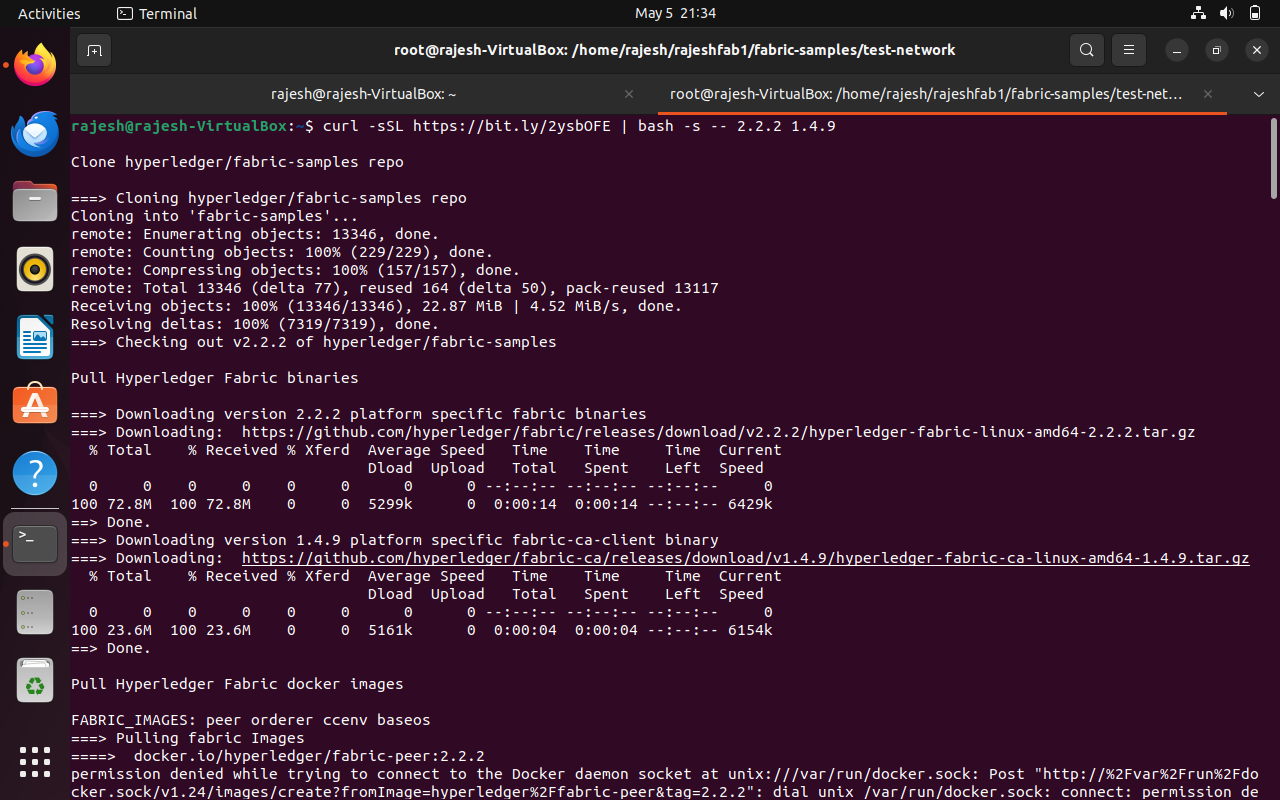 Activities
Terminal
May 5 21:34
root@rajesh-VirtualBox: /home/rajesh/rajeshfab1/fabric-samples/test-network
rajesh@rajesh-VirtualBox: ~
root@rajesh-VirtualBox: /home/rajesh/rajeshfab1/fabric-samples/test-net...
rajesh@rajesh-VirtualBox:~$ curl -sSL https://bit.ly/2ysbOFE | bash -s -- 2.2.2 1.4.9
Clone hyperledger/fabric-samples repo
===> Cloning hyperledger/fabric-samples repo
Cloning into 'fabric-samples'...
remote: Enumerating objects: 13346, done.
remote: Counting objects: 100% (229/229), done.
remote: Compressing objects: 100% (157/157), done.
remote: Total 13346 (delta 77), reused 164 (delta 50), pack-reused 13117
Receiving objects: 100% (13346/13346), 22.87 MiB | 4.52 MiB/s, done.
Resolving deltas: 100% (7319/7319), done.
===> Checking out v2.2.2 of hyperledger/fabric-samples
Pull Hyperledger Fabric binaries
===> Downloading version 2.2.2 platform specific fabric binaries
===> Downloading:  https://github.com/hyperledger/fabric/releases/download/v2.2.2/hyperledger-fabric-linux-amd64-2.2.2.tar.gz
  % Total    % Received % Xferd  Average Speed   Time    Time     Time  Current
                                 Dload  Upload   Total   Spent    Left  Speed
  0     0    0     0    0     0      0      0 --:--:-- --:--:-- --:--:--     0
100 72.8M  100 72.8M    0     0  5299k      0  0:00:14  0:00:14 --:--:-- 6429k
==> Done.
===> Downloading version 1.4.9 platform specific fabric-ca-client binary
===> Downloading:  https://github.com/hyperledger/fabric-ca/releases/download/v1.4.9/hyperledger-fabric-ca-linux-amd64-1.4.9.tar.gz
  % Total    % Received % Xferd  Average Speed   Time    Time     Time  Current
                                 Dload  Upload   Total   Spent    Left  Speed
  0     0    0     0    0     0      0      0 --:--:-- --:--:-- --:--:--     0
100 23.6M  100 23.6M    0     0  5161k      0  0:00:04  0:00:04 --:--:-- 6154k
==> Done.
Pull Hyperledger Fabric docker images
FABRIC_IMAGES: peer orderer ccenv baseos
===> Pulling fabric Images
====>  docker.io/hyperledger/fabric-peer:2.2.2
permission denied while trying to connect to the Docker daemon socket at unix:///var/run/docker.sock: Post "http://%2Fvar%2Frun%2Fdo
cker.sock/v1.24/images/create?fromImage=hyperledger%2Ffabric-peer&tag=2.2.2": dial unix /var/run/docker.sock: connect: permission de